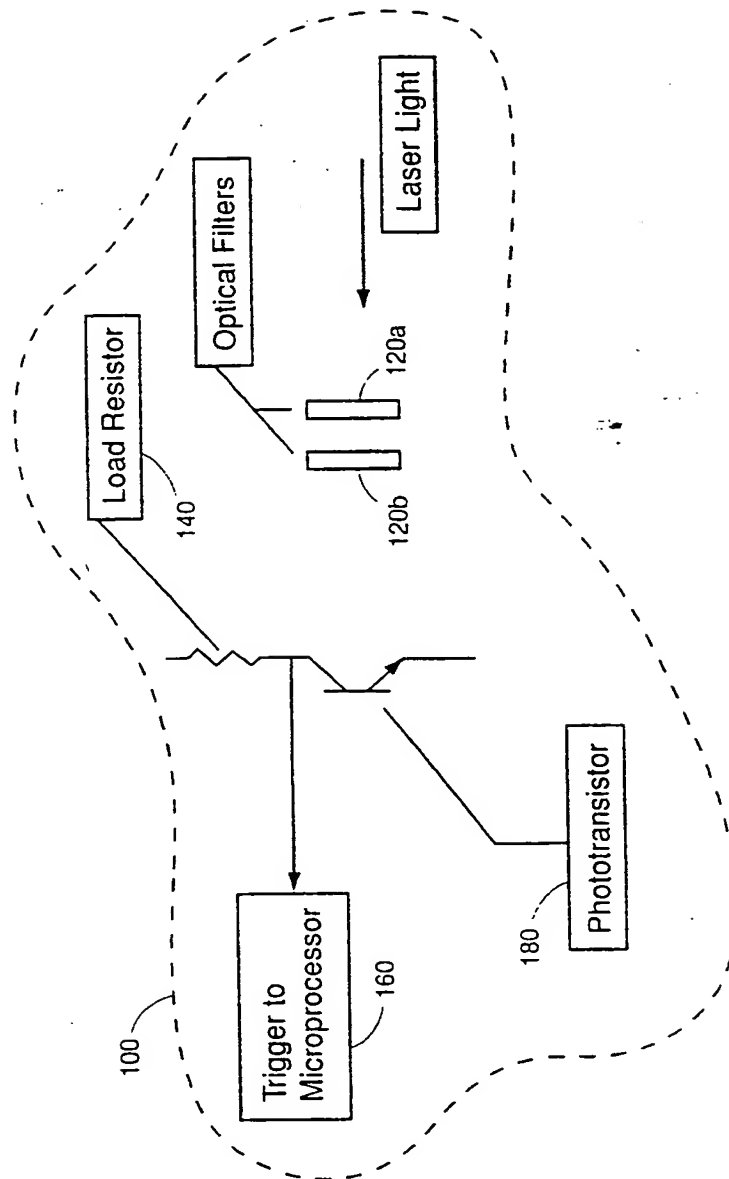 100
Trigger to
Microprocessor
160
Load Resistor
140
Optical Filters
120a
120b
Laser Light
Phototransistor
180